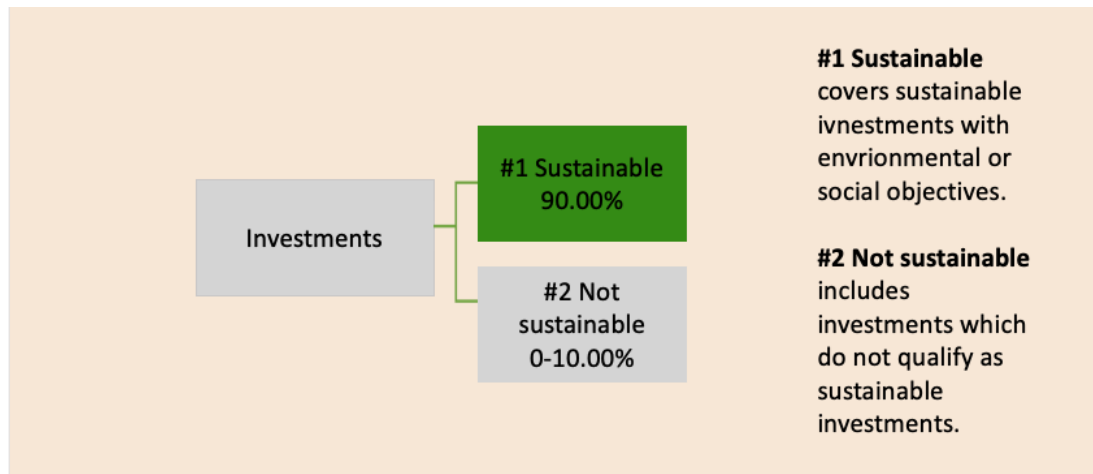 Investments
#1 Sustainable
90.00%
#2 Not
sustainable
0-10.00%
#1 Sustainable
covers sustainable
ivnestments with
envrionmental or
social objectives.
#2 Not sustainable
includes
investments which
do not qualify as
sustainable
investments.